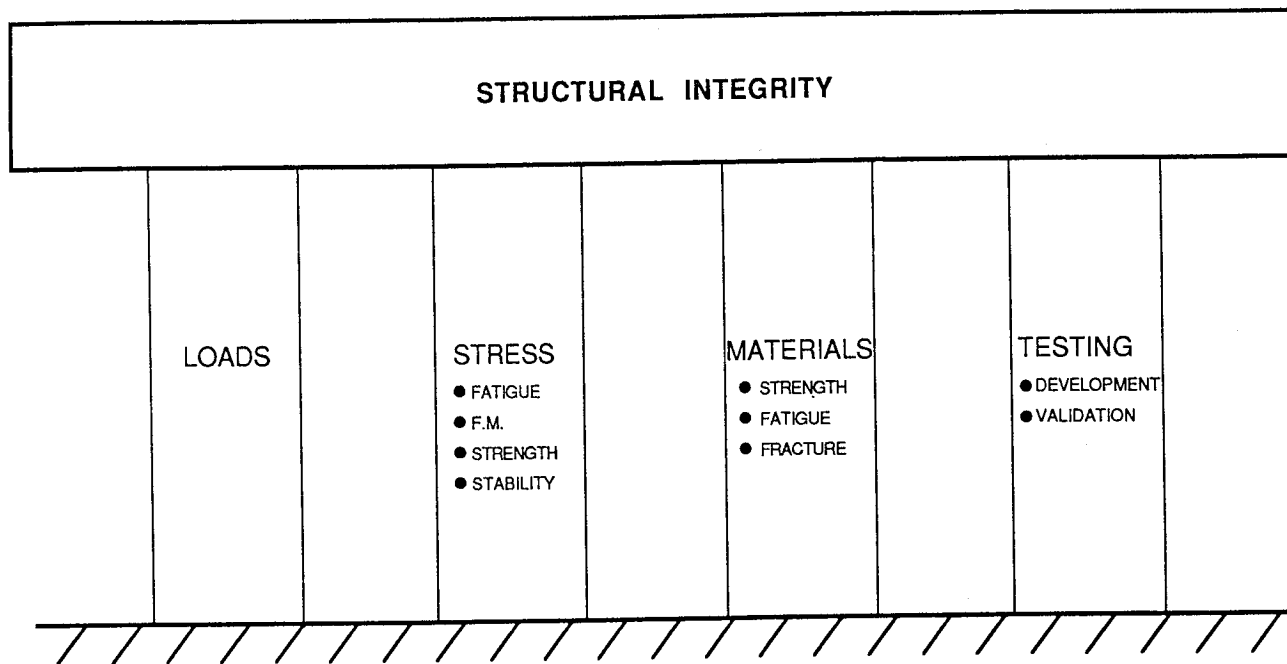 STRUCTURAL INTEGRITY
LOADS
STRESS
● FATIGUE
● F.M.
● STRENGTH
● STABILITY
MATERIALS
● STRENGTH
● FATIGUE
● FRACTURE
TESTING
● DEVELOPMENT
● VALIDATION